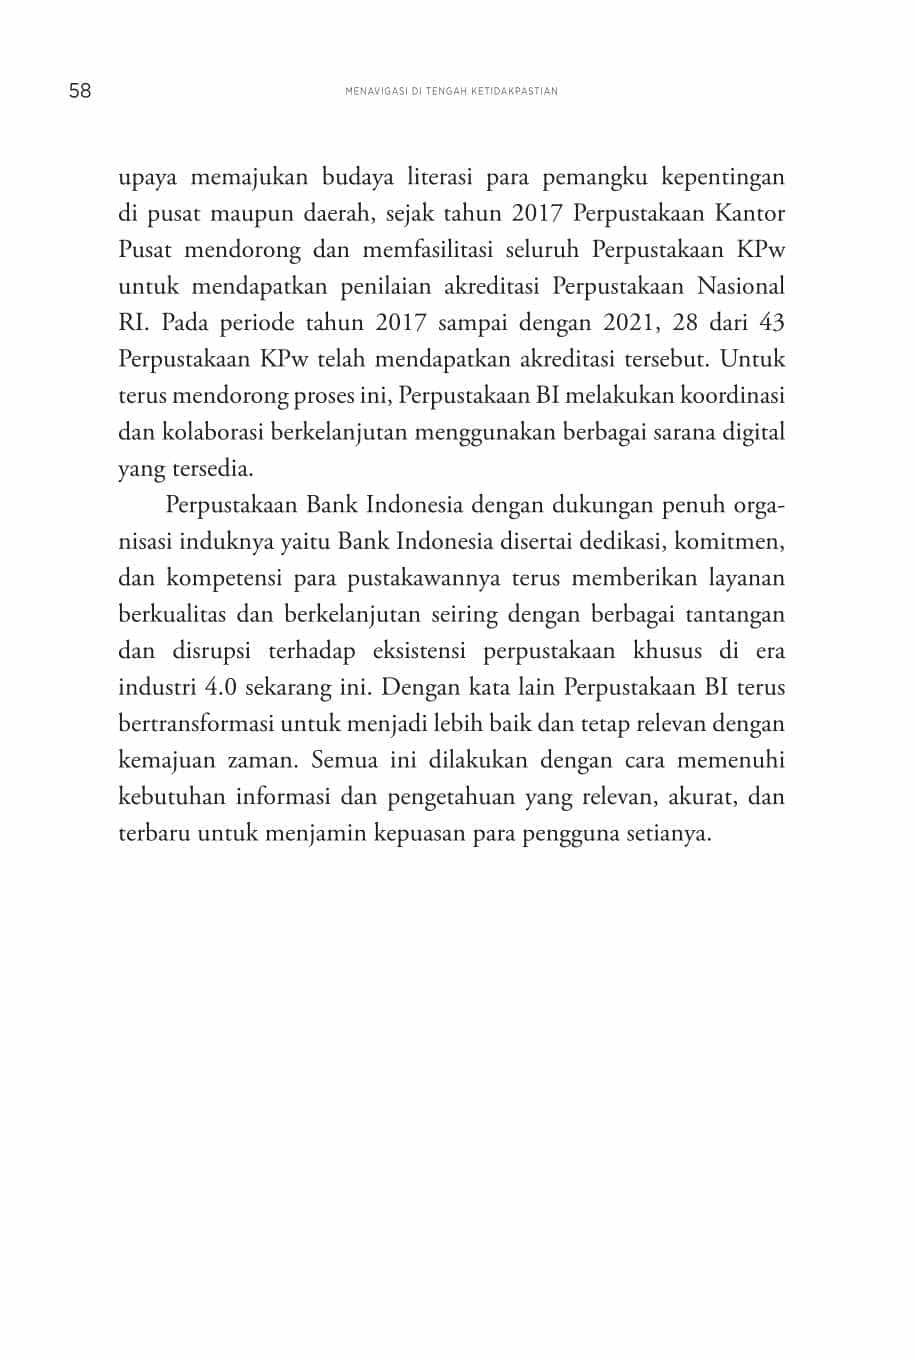 58
MENAVIGASI DI TENGAH KETIDAKPASTIAN
upaya memajukan budaya literasi para pemangku kepentingan
di pusat maupun daerah, sejak tahun 2017 Perpustakaan Kantor
Pusat mendorong dan memfasilitasi seluruh Perpustakaan KPw
untuk mendapatkan penilaian akreditasi Perpustakaan Nasional
RI. Pada periode tahun 2017 sampai dengan 2021, 28 dari 43
Perpustakaan KPw telah mendapatkan akreditasi tersebut. Untuk
terus mendorong proses ini, Perpustakaan BI melakukan koordinasi
dan kolaborasi berkelanjutan menggunakan berbagai sarana digital
yang tersedia.
Perpustakaan Bank Indonesia dengan dukungan penuh orga-
nisasi induknya yaitu Bank Indonesia disertai dedikasi, komitmen,
dan kompetensi para pustakawannya terus memberikan layanan
berkualitas dan berkelanjutan seiring dengan berbagai tantangan
dan disrupsi terhadap eksistensi perpustakaan khusus di era
industri 4.0 sekarang ini. Dengan kata lain Perpustakaan BI terus
bertransformasi untuk menjadi lebih baik dan tetap relevan dengan
kemajuan zaman. Semua ini dilakukan dengan cara memenuhi
kebutuhan informasi dan pengetahuan yang relevan, akurat, dan
terbaru untuk menjamin kepuasan para pengguna setianya.